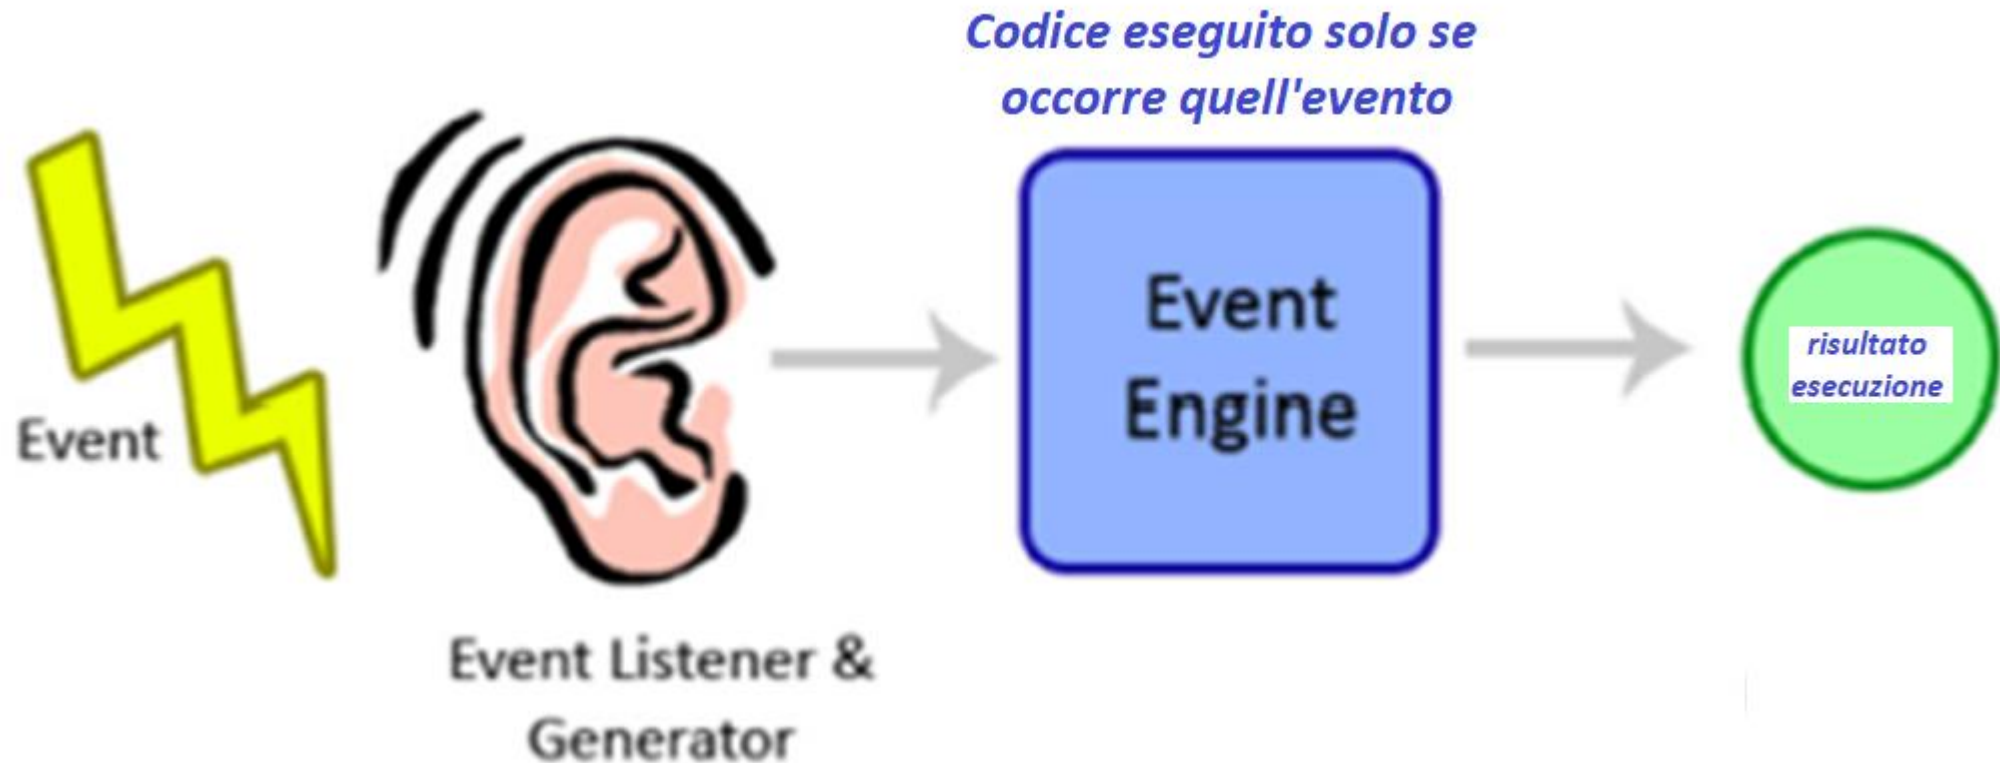 Codice eseguito solo se
occorre quell'evento
Event
Event Listener &
Generator
Event
Engine
risultato
esecuzione